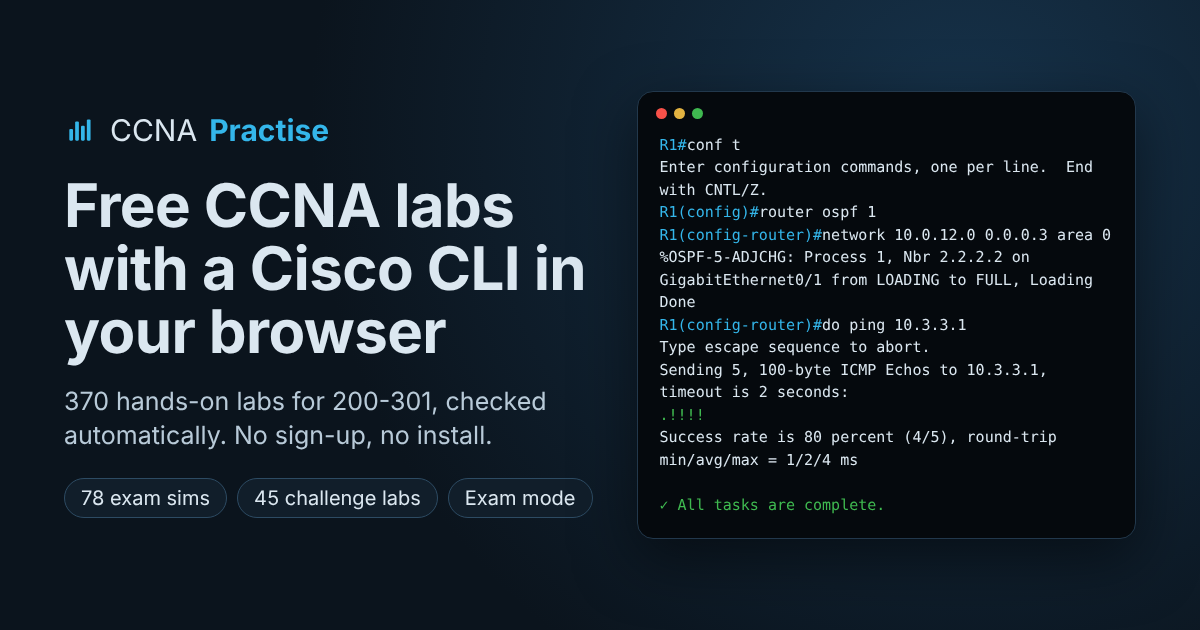 CCNA Practise
Free CCNA labs
with a Cisco CLI in
your browser
370 hands-on labs for 200-301, checked
automatically. No sign-up, no install.
78 exam sims
45 challenge labs
Exam mode
R1#conf t
Enter configuration commands, one per line.  End
with CNTL/Z.
R1(config)#router ospf 1
R1(config-router)#network 10.0.12.0 0.0.0.3 area 0
%OSPF-5-ADJCHG: Process 1, Nbr 2.2.2.2 on
GigabitEthernet0/1 from LOADING to FULL, Loading
Done
R1(config-router)#do ping 10.3.3.1
Type escape sequence to abort.
Sending 5, 100-byte ICMP Echos to 10.3.3.1,
timeout is 2 seconds:
.!!!!
Success rate is 80 percent (4/5), round-trip
min/avg/max = 1/2/4 ms
✓ All tasks are complete.